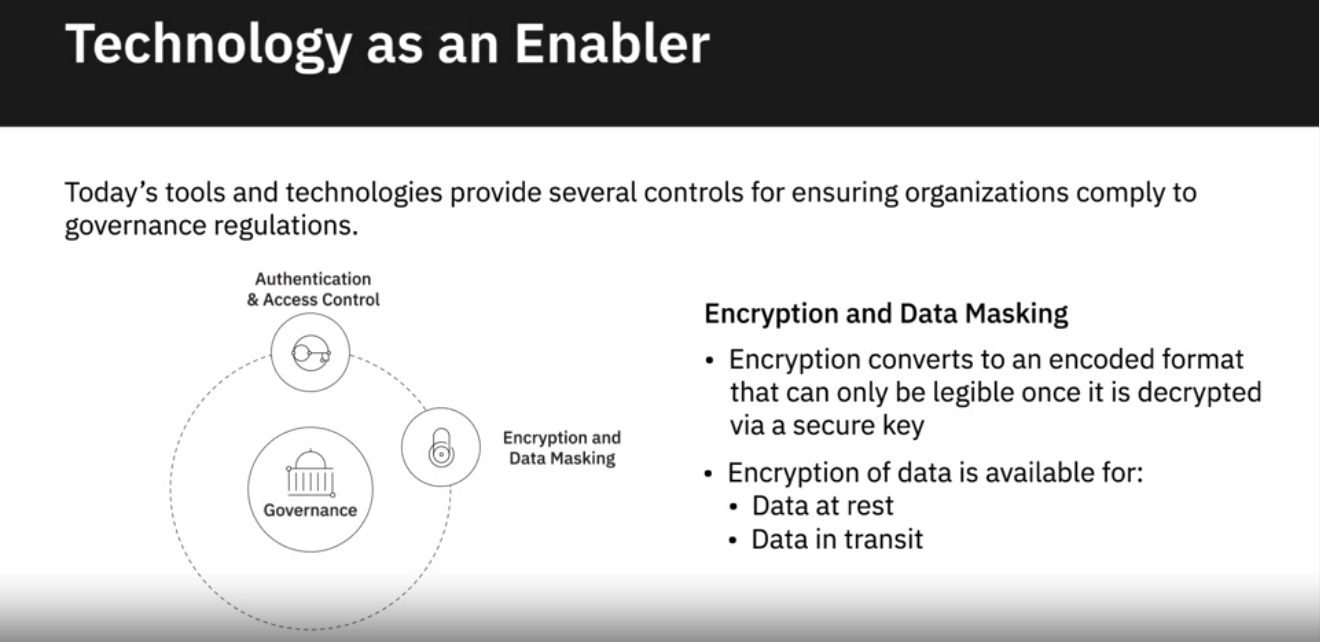 Technology as an Enabler
Today's tools and technologies provide several controls for ensuring organizations comply to
governance regulations.
Authentication
& Access Control
Encryption and
Data Masking
Governance
Encryption and Data Masking
• Encryption converts to an encoded format
that can only be legible once it is decrypted
via a secure key
• Encryption of data is available for:
• Data at rest
• Data in transit